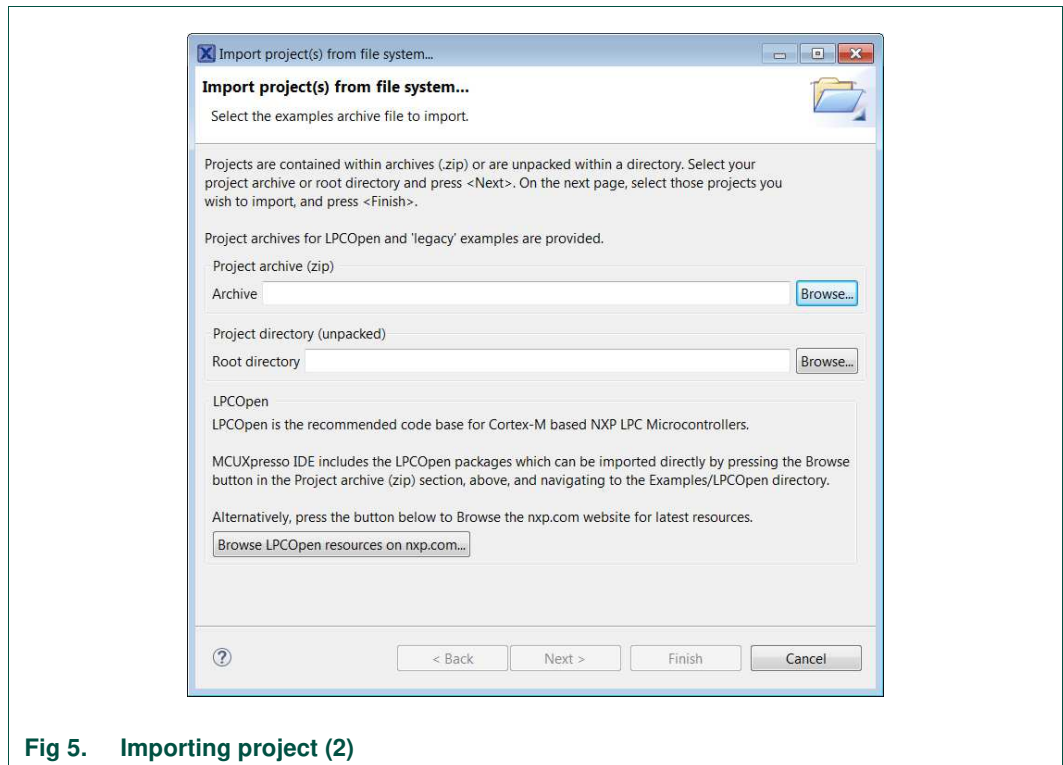 Import project(s) from file system...
Import project(s) from file system...
Select the examples archive file to import.
Projects are contained within archives (.zip) or are unpacked within a directory. Select your
project archive or root directory and press <Next>. On the next page, select those projects you
wish to import, and press <Finish>.
Project archives for LPCOpen and 'legacy' examples are provided.
Project archive (zip)
Archive
Browse...
Project directory (unpacked)
Root directory
Browse...
LPCOpen
LPCOpen is the recommended code base for Cortex-M based NXP LPC Microcontrollers.
MCUXpresso IDE includes the LPCOpen packages which can be imported directly by pressing the Browse
button in the Project archive (zip) section, above, and navigating to the Examples/LPCOpen directory.
Alternatively, press the button below to Browse the nxp.com website for latest resources.
Browse LPCOpen resources on nxp.com...
?
< Back
Next >
Finish
Cancel
Fig 5. Importing project (2)